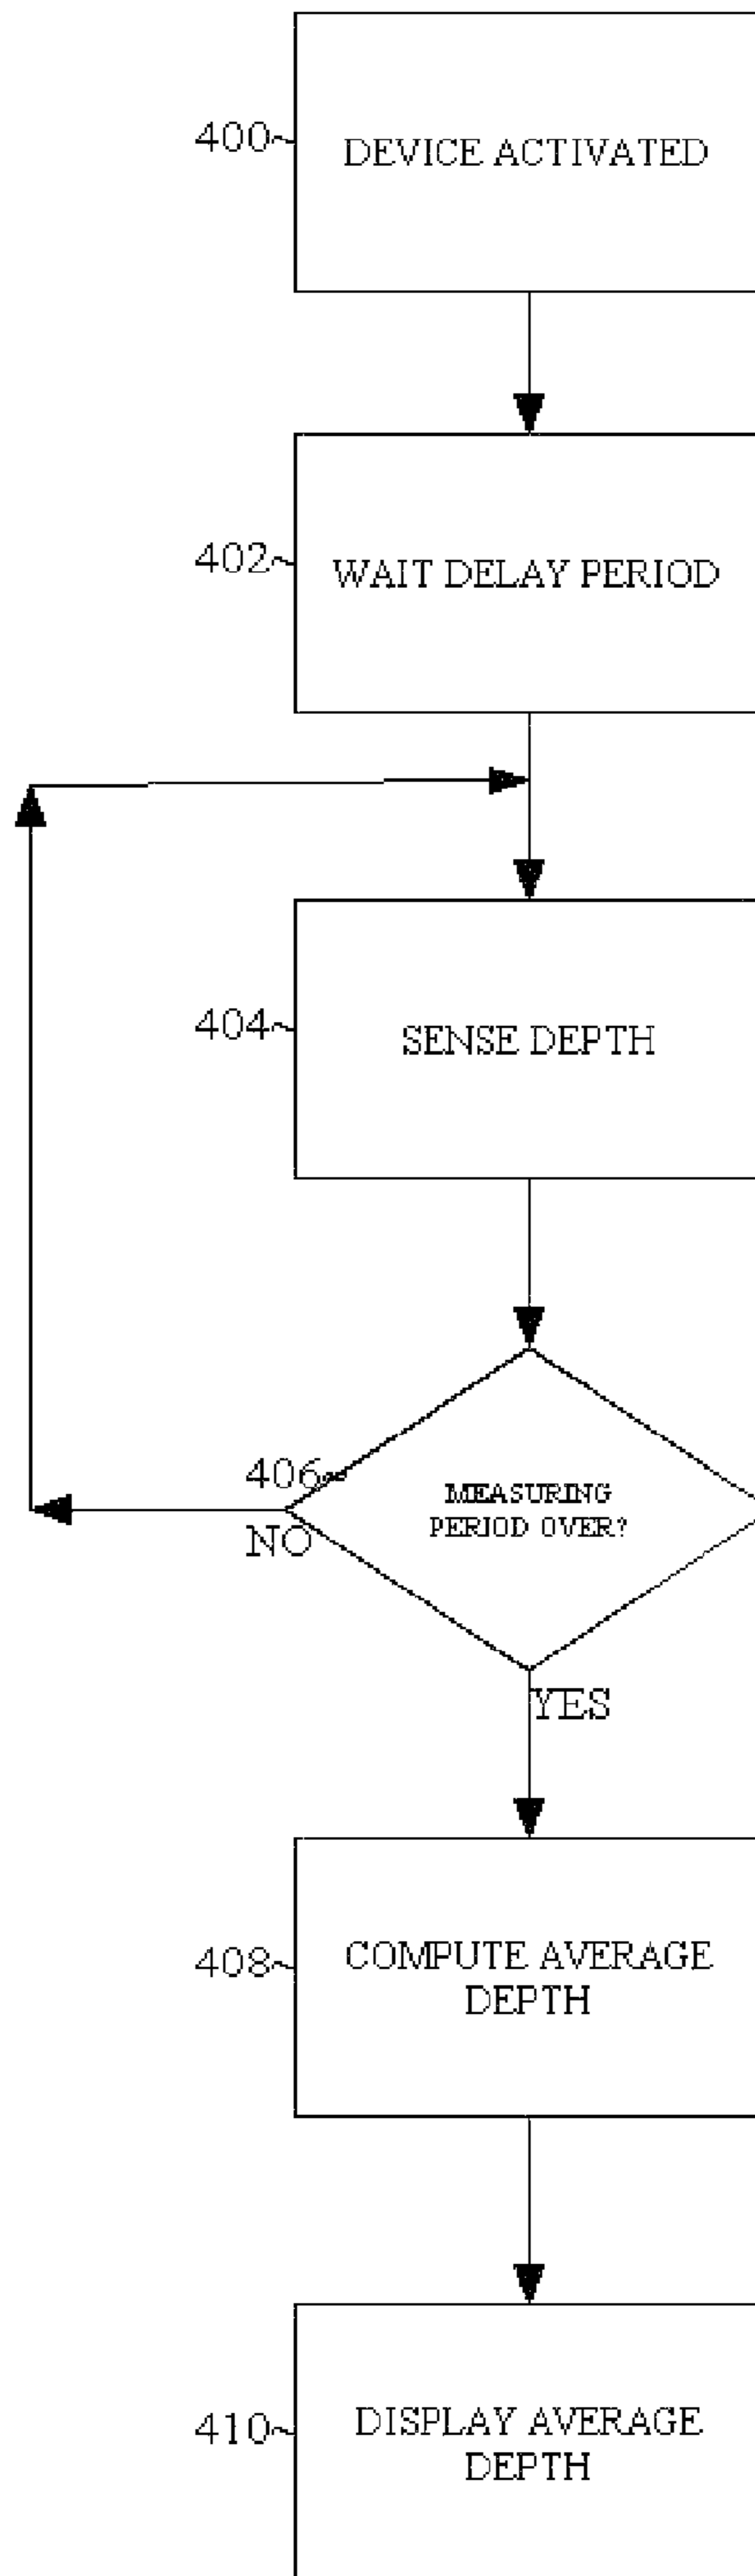 400~
DEVICE ACTIVATED
402~
WAIT DELAY PERIOD
404~
SENSE DEPTH
406~
MEASURING
PERIOD OVER?
NO
YES
408~
COMPUTE AVERAGE
DEPTH
410~
DISPLAY AVERAGE
DEPTH